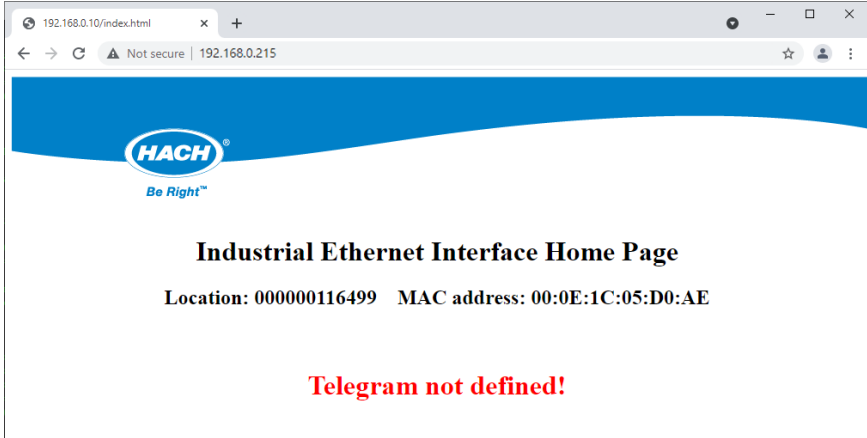 192.168.0.10/index.html
Not secure | 192.168.0.215
HACH®
Be Right™
Industrial Ethernet Interface Home Page
Location: 000000116499 MAC address: 00:0E:1C:05:D0:AE
Telegram not defined!